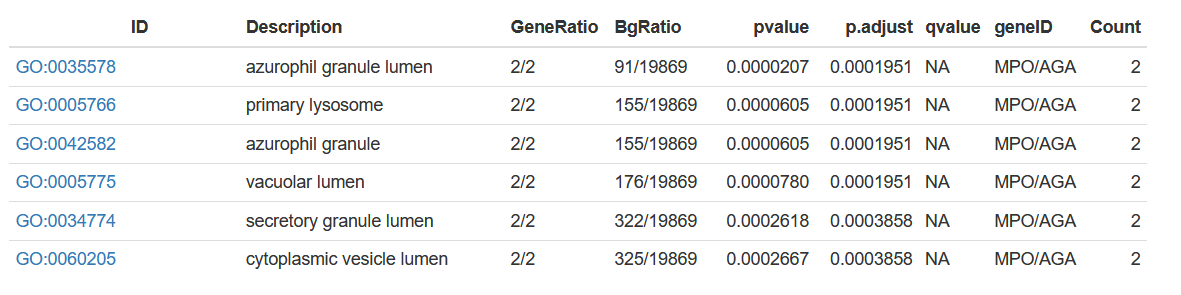 ID Description GeneRatio BgRatio pvalue p.adjust qvalue geneID Count
GO:0035578 azurophil granule lumen 2/2 91/19869 0.0000207 0.0001951 NA MPO/AGA 2
GO:0005766 primary lysosome 2/2 155/19869 0.0000605 0.0001951 NA MPO/AGA 2
GO:0042582 azurophil granule 2/2 155/19869 0.0000605 0.0001951 NA MPO/AGA 2
GO:0005775 vacuolar lumen 2/2 176/19869 0.0000780 0.0001951 NA MPO/AGA 2
GO:0034774 secretory granule lumen 2/2 322/19869 0.0002618 0.0003858 NA MPO/AGA 2
GO:0060205 cytoplasmic vesicle lumen 2/2 325/19869 0.0002667 0.0003858 NA MPO/AGA 2